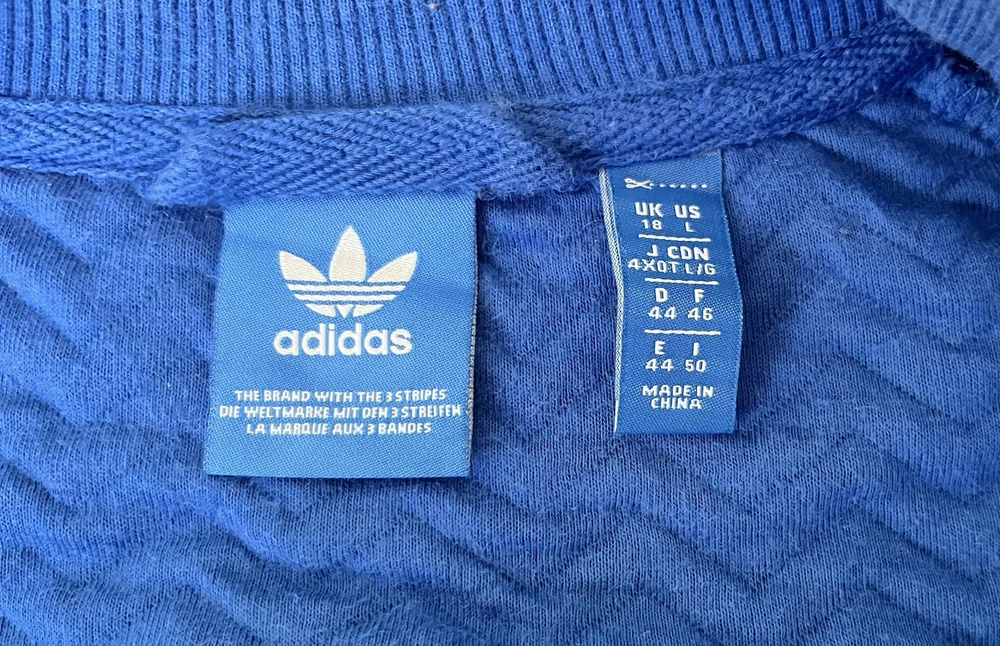 adidas
THE BRAND WITH THE 3 STRIPES
DIE WELTMARKE MIT DEN 3 STREIFEN
LA MARQUE AUX 3 BANDES
UK US
18 L
J CDN
4XOT L/G
D F
44 46
E I
44 50
MADE IN
CHINA